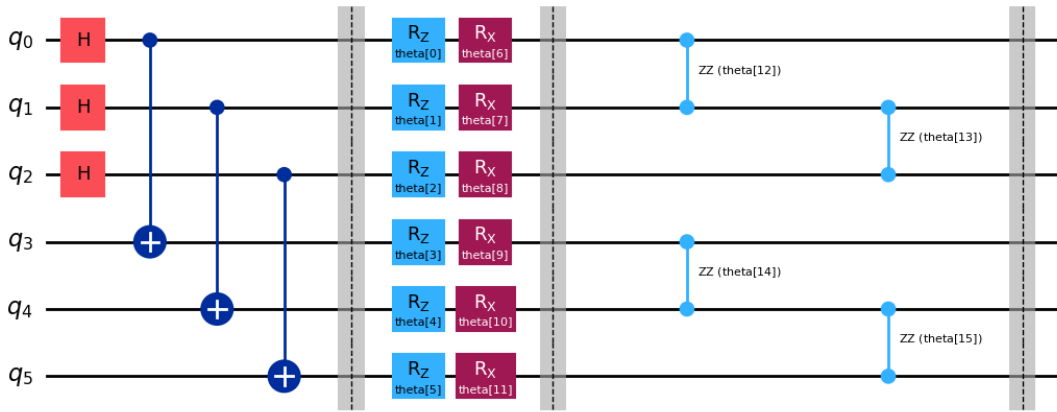 q0 H RZ theta[0] RX theta[6]
ZZ (theta[12])
q1 H RZ theta[1] RX theta[7]
ZZ (theta[13])
q2 H RZ theta[2] RX theta[8]
q3 RZ theta[3] RX theta[9]
ZZ (theta[14])
q4 RZ theta[4] RX theta[10]
ZZ (theta[15])
q5 RZ theta[5] RX theta[11]